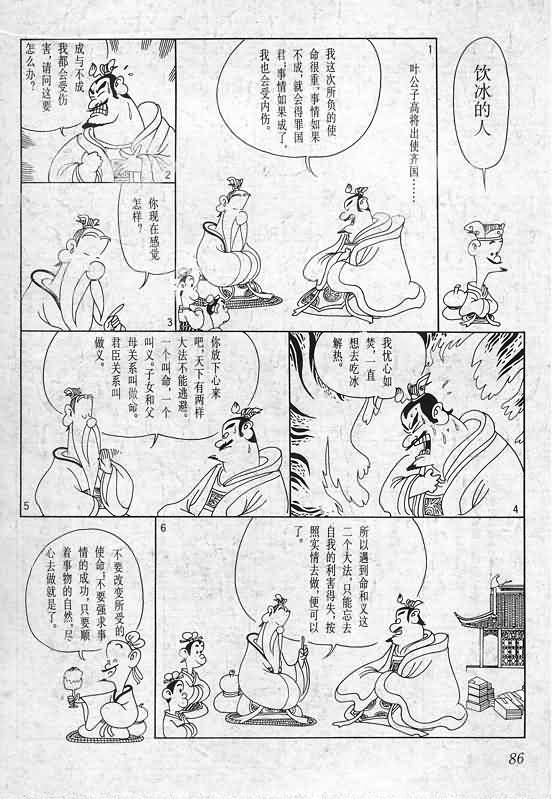 饮冰的人
1
叶公子高将出使齐国……
我这次所负的使
命很重、事情如果
不成，就会得罪国
君；事情如果成了，
我也会受内伤。
成与不成
我都会受伤
害，请问这要
怎么办？
2
你现在感觉
怎样？
3
我忧心如
焚，一直
想去吃冰
解热。
4
你放下心来
吧，天下有两样
大法不能逃避。
一个叫命，一个
叫义。子女和父
母关系叫做命。
君臣关系叫
做义。
5
6
所以遇到命和义这
二个大法，只能忘去
自我的利害得失、按
照实情去做，便可以
了。
不要改变所受的
使命；不要强求事
情的成功，只要顺
着事物的自然，尽
心去做就是了。
86